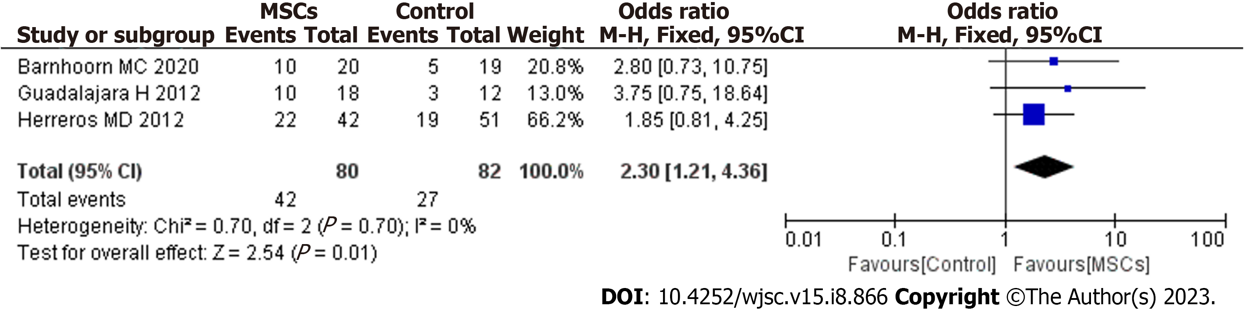 MSCs Control Odds ratio Odds ratio
Study or subgroup Events Total Events Total Weight M-H, Fixed, 95%CI M-H, Fixed, 95%CI
Barnhoorn MC 2020 10 20 5 19 20.8% 2.80 [0.73, 10.75]
Guadalajara H 2012 10 18 3 12 13.0% 3.75 [0.75, 18.64]
Herreros MD 2012 22 42 19 51 66.2% 1.85 [0.81, 4.25]
Total (95% CI) 80 82 100.0% 2.30 [1.21, 4.36]
Total events 42 27
Heterogeneity: Chi² = 0.70, df = 2 (P = 0.70); I² = 0%
Test for overall effect: Z = 2.54 (P = 0.01)
0.01 0.1 1 10 100
Favours[Control] Favours[MSCs]
DOI: 10.4252/wjsc.v15.i8.866 Copyright ©The Author(s) 2023.